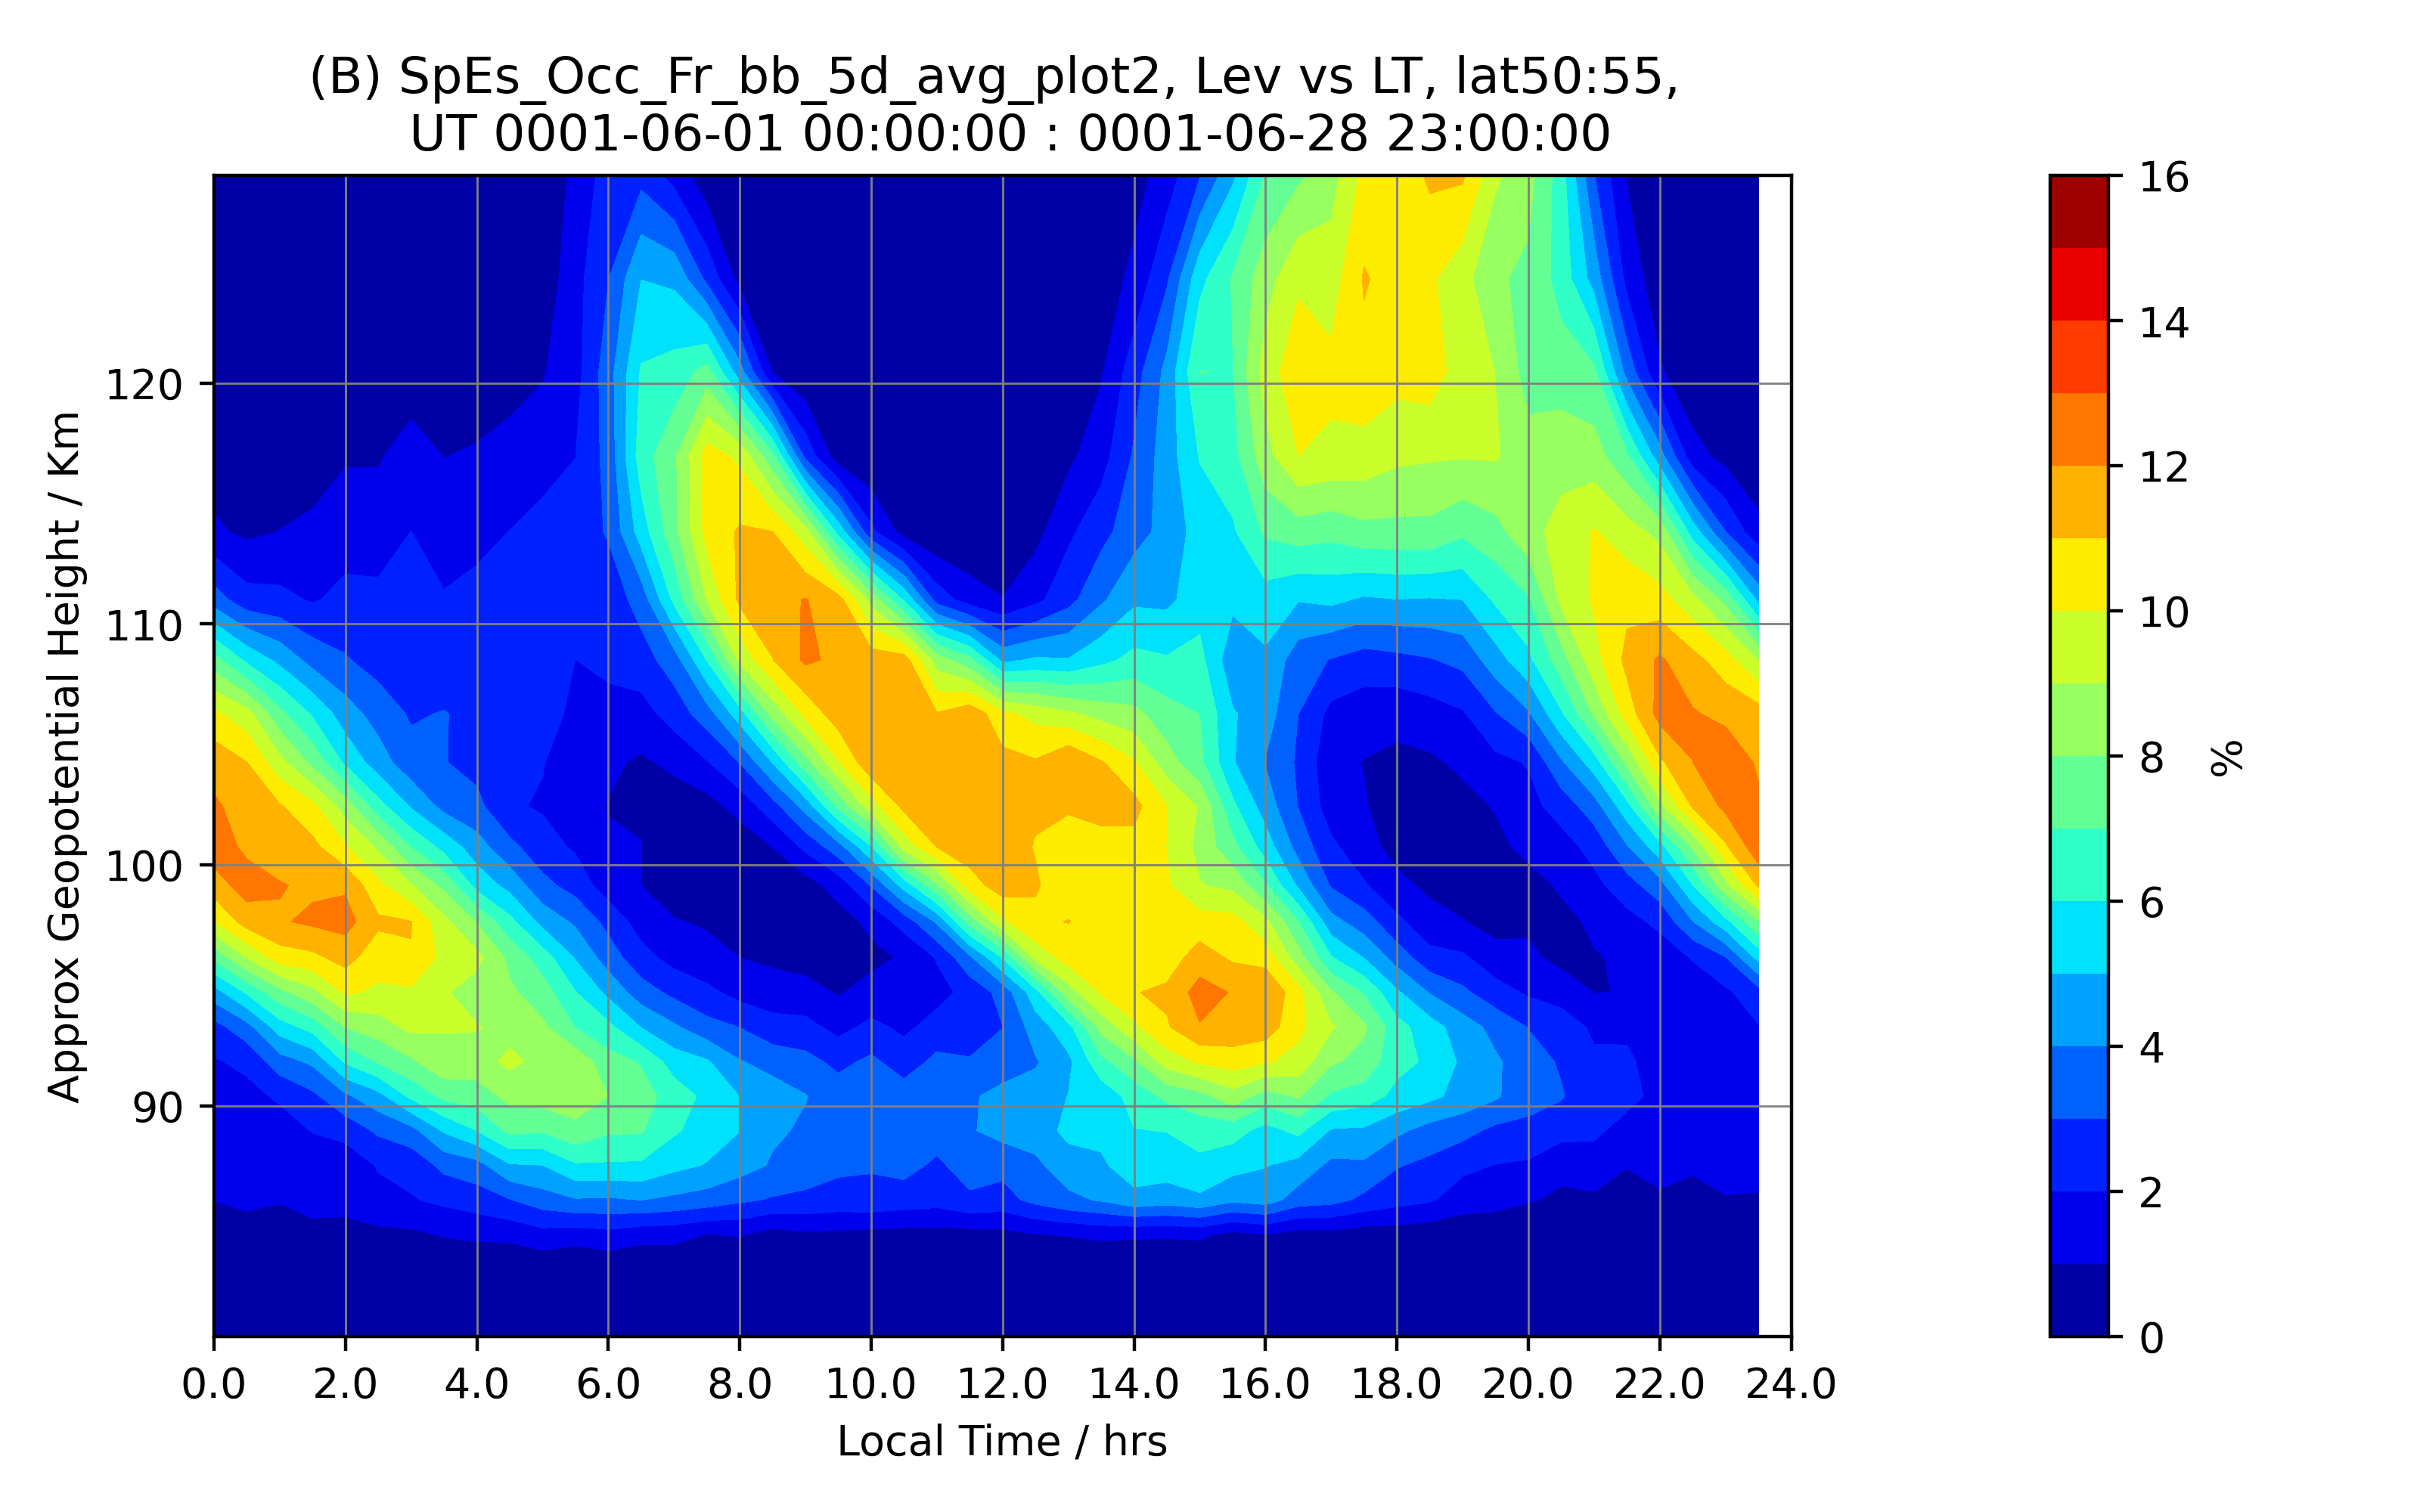 (B) SpEs_Occ_Fr_bb_5d_avg_plot2, Lev vs LT, lat50:55,
UT 0001-06-01 00:00:00 : 0001-06-28 23:00:00
Approx Geopotential Height / Km
120
110
100
90
0.0 2.0 4.0 6.0 8.0 10.0 12.0 14.0 16.0 18.0 20.0 22.0 24.0
Local Time / hrs
16
14
12
10
8
6
4
2
0
%